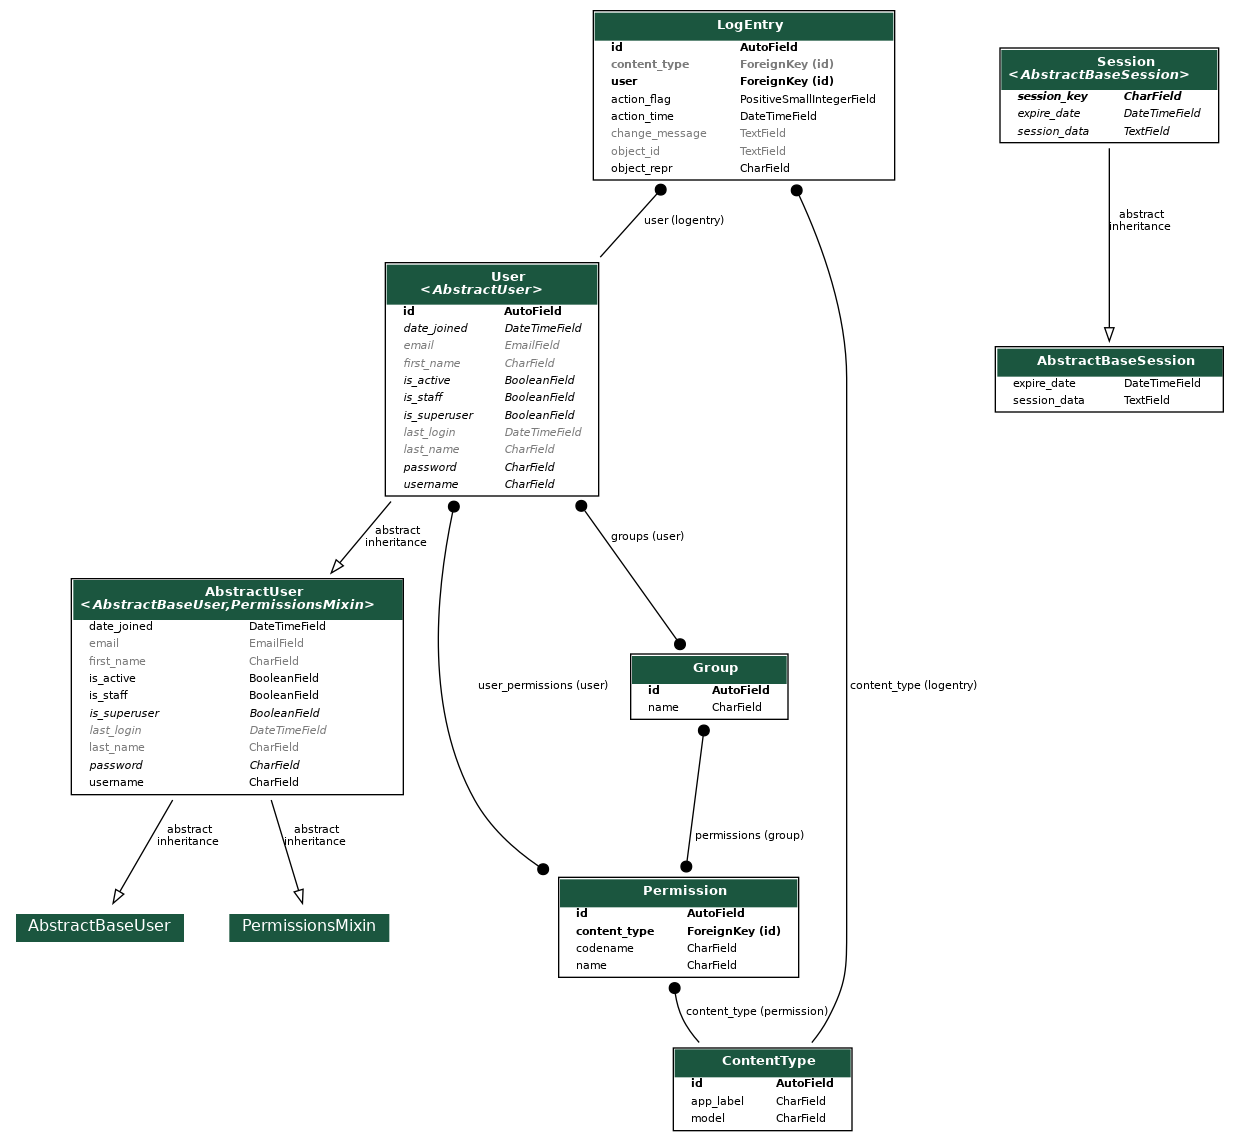 LogEntry
id AutoField
content_type ForeignKey (id)
user ForeignKey (id)
action_flag PositiveSmallIntegerField
action_time DateTimeField
change_message TextField
object_id TextField
object_repr CharField
Session
<AbstractBaseSession>
session_key CharField
expire_date DateTimeField
session_data TextField
user (logentry)
abstract
inheritance
User
<AbstractUser>
id AutoField
date_joined DateTimeField
email EmailField
first_name CharField
is_active BooleanField
is_staff BooleanField
is_superuser BooleanField
last_login DateTimeField
last_name CharField
password CharField
username CharField
AbstractBaseSession
expire_date DateTimeField
session_data TextField
abstract
inheritance
groups (user)
AbstractUser
<AbstractBaseUser,PermissionsMixin>
date_joined DateTimeField
email EmailField
first_name CharField
is_active BooleanField
is_staff BooleanField
is_superuser BooleanField
last_login DateTimeField
last_name CharField
password CharField
username CharField
user_permissions (user)
Group
id AutoField
name CharField
content_type (logentry)
abstract
inheritance
abstract
inheritance
permissions (group)
AbstractBaseUser
PermissionsMixin
Permission
id AutoField
content_type ForeignKey (id)
codename CharField
name CharField
content_type (permission)
ContentType
id AutoField
app_label CharField
model CharField